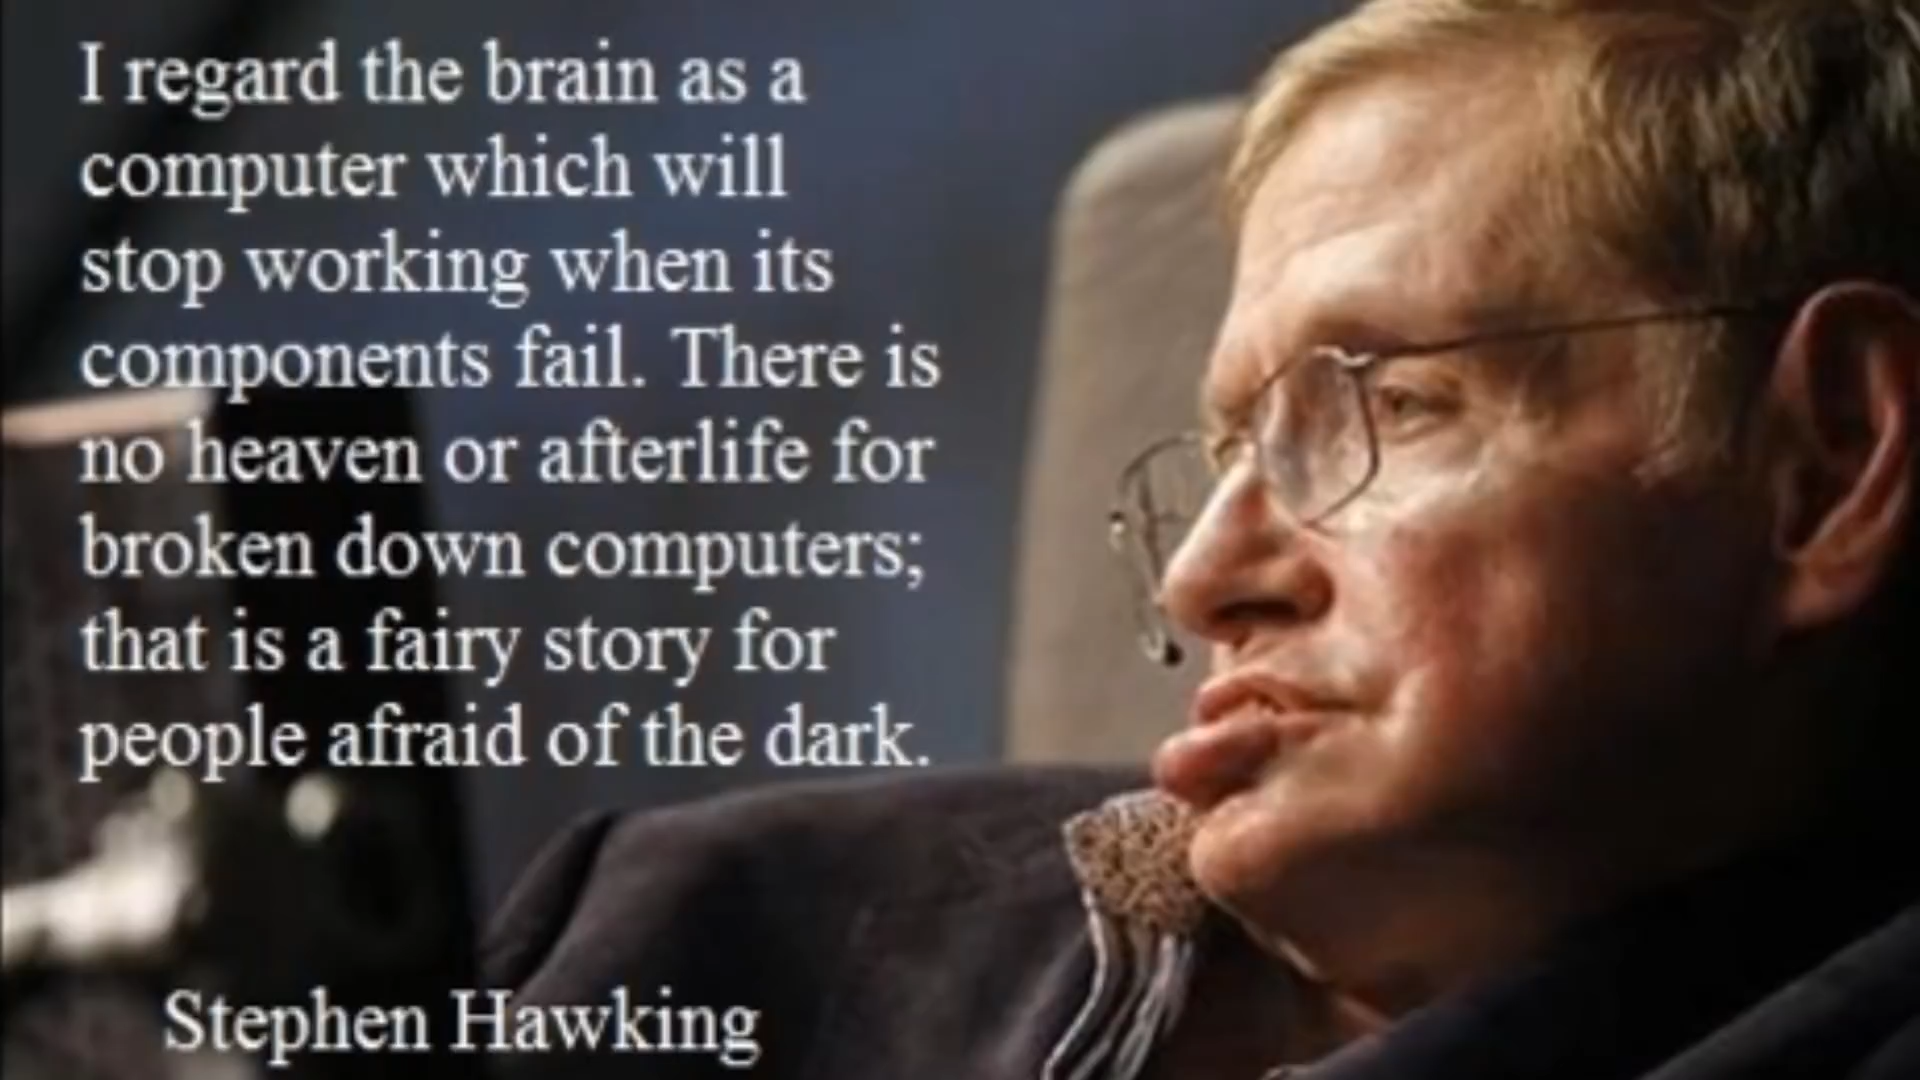 I regard the brain as a
computer which will
stop working when its
components fail. There is
no heaven or afterlife for
broken down computers;
that is a fairy story for
people afraid of the dark.
Stephen Hawking